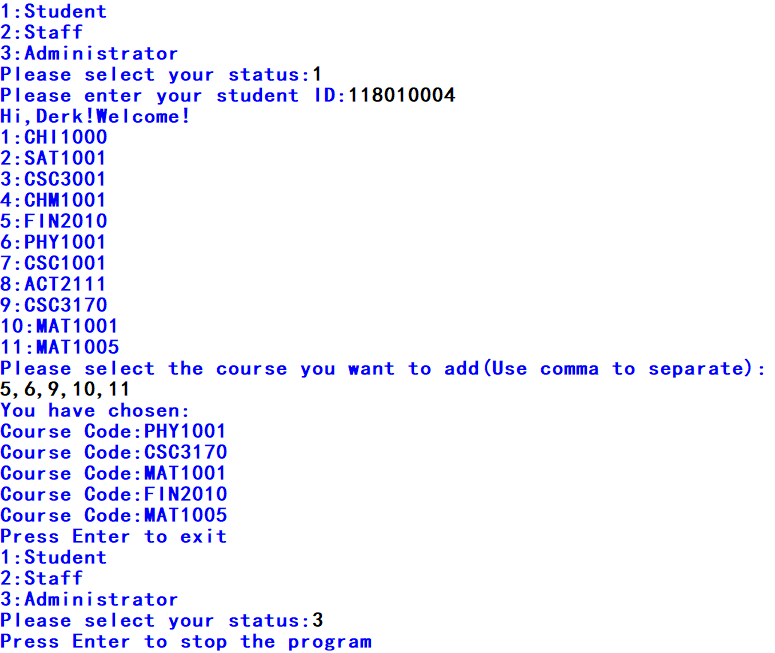 1:Student
2:Staff
3:Administrator
Please select your status:1
Please enter your student ID:118010004
Hi,Derk!Welcome!
1:CHI1000
2:SAT1001
3:CSC3001
4:CHM1001
5:FIN2010
6:PHY1001
7:CSC1001
8:ACT2111
9:CSC3170
10:MAT1001
11:MAT1005
Please select the course you want to add(Use comma to separate):
5,6,9,10,11
You have chosen:
Course Code:PHY1001
Course Code:CSC3170
Course Code:MAT1001
Course Code:FIN2010
Course Code:MAT1005
Press Enter to exit
1:Student
2:Staff
3:Administrator
Please select your status:3
Press Enter to stop the program